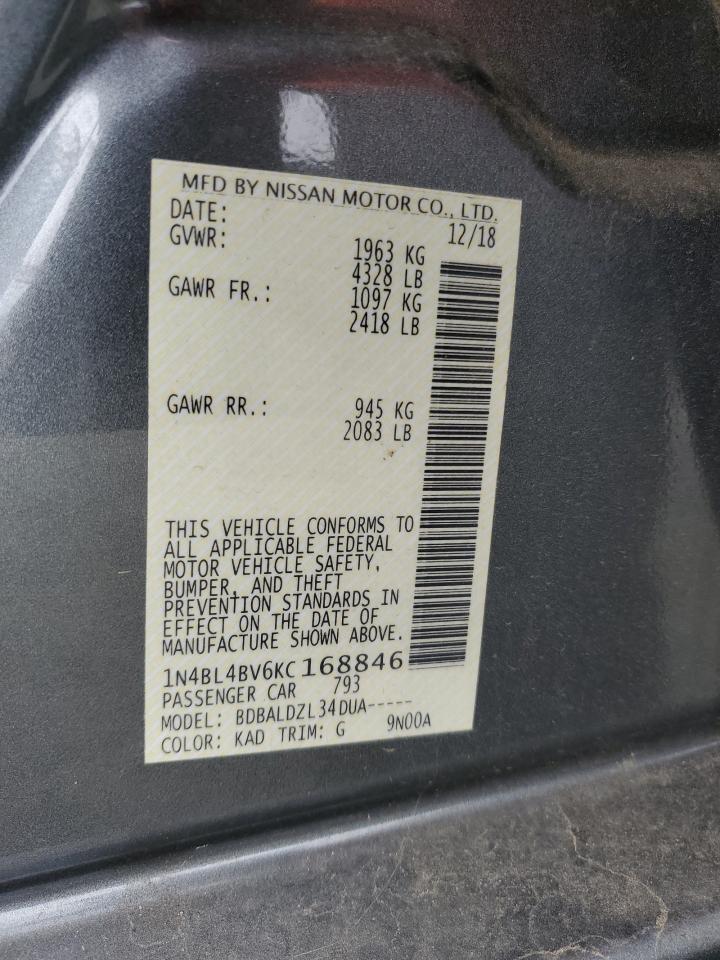 MFD BY NISSAN MOTOR CO., LTD.
DATE: 12/18
GVWR: 1963 KG
4328 LB
GAWR FR.: 1097 KG
2418 LB
GAWR RR.: 945 KG
2083 LB
THIS VEHICLE CONFORMS TO
ALL APPLICABLE FEDERAL
MOTOR VEHICLE SAFETY,
BUMPER, AND THEFT
PREVENTION STANDARDS IN
EFFECT ON THE DATE OF
MANUFACTURE SHOWN ABOVE.
1N4BL4BV6KC168846
PASSENGER CAR 793
MODEL: BDBALDZL34DUA-----
COLOR: KAD TRIM: G 9N00A